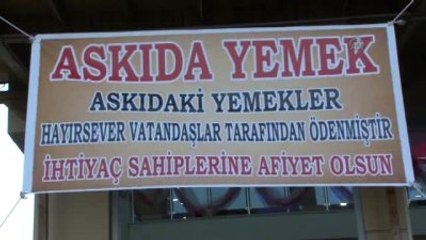 ASKIDA YEMEK
ASKIDAKİ YEMEKLER
HAYIRSEVER VATANDAŞLAR TARAFINDAN ÖDENMİŞTİR
İHTİYAÇ SAHİPLERİNE AFİYET OLSUN